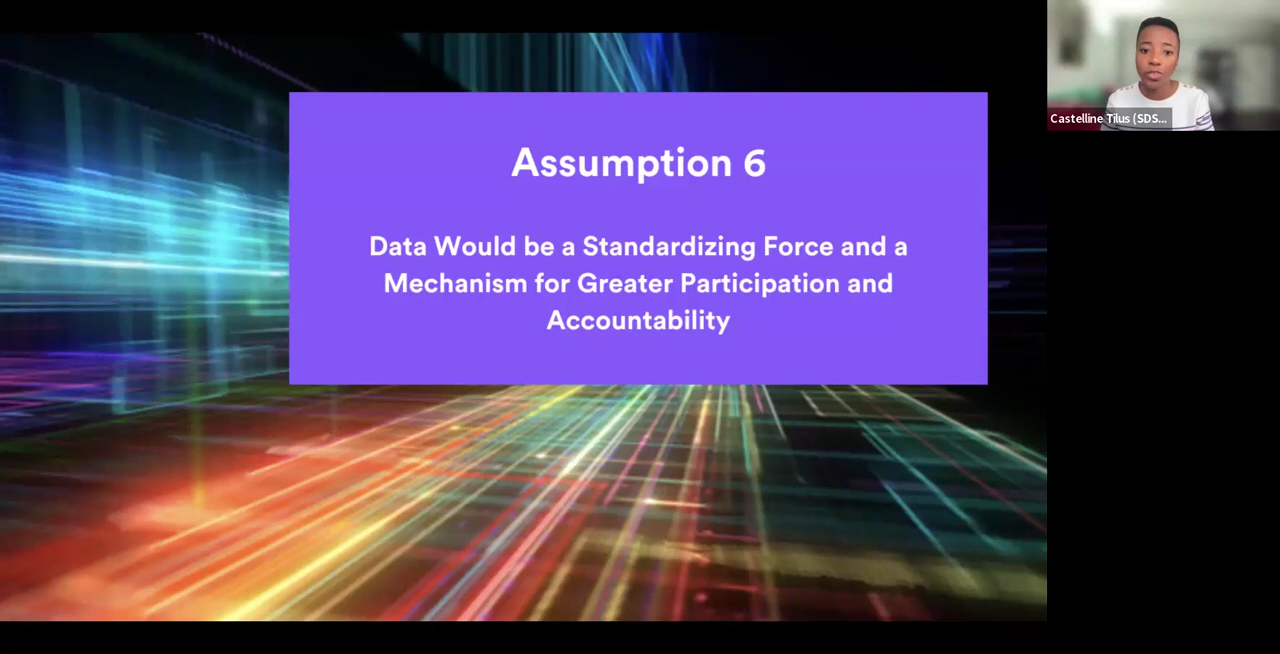 Assumption 6
Data Would be a Standardizing Force and a
Mechanism for Greater Participation and
Accountability
Castelline Tilus (SDS...